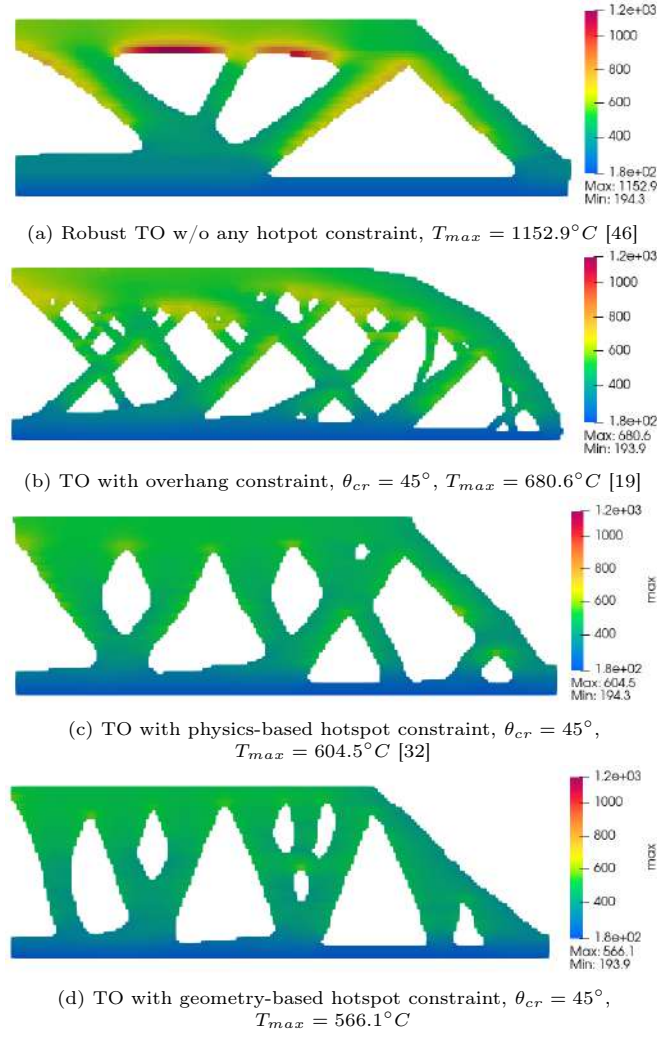 1.2e+03
1000
800
600
400
1.8e+02
Max: 1152.9
Min: 194.3
(a) Robust TO w/o any hotpot constraint, T_max = 1152.9°C [46]
1.2e+03
1000
800
600
400
1.8e+02
Max: 680.6
Min: 193.9
(b) TO with overhang constraint, θ_cr = 45°, T_max = 680.6°C [19]
1.2e+03
1000
800
600
400
1.8e+02
max
Max: 604.5
Min: 194.3
(c) TO with physics-based hotspot constraint, θ_cr = 45°,
T_max = 604.5°C [32]
1.2e+03
1000
800
600
400
1.8e+02
max
Max: 566.1
Min: 193.9
(d) TO with geometry-based hotspot constraint, θ_cr = 45°,
T_max = 566.1°C